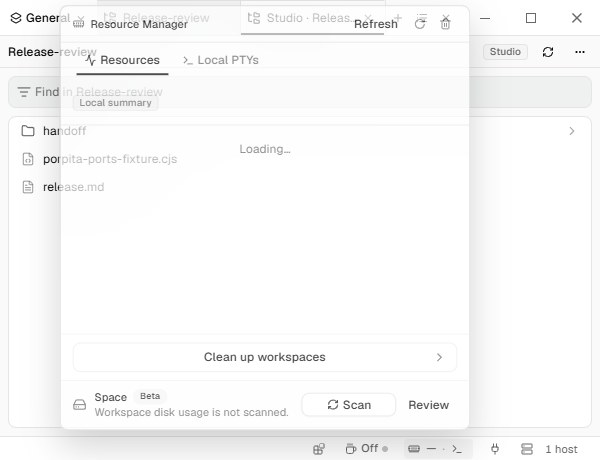 General
Release-review
Studio · Releas...
Resource Manager
Refresh
Release-review
Studio
Resources
Local PTYs
Find in Release-review
Local summary
handoff
Loading...
porpita-ports-fixture.cjs
release.md
Clean up workspaces
Space
Beta
Workspace disk usage is not scanned.
Scan
Review
Off
1 host